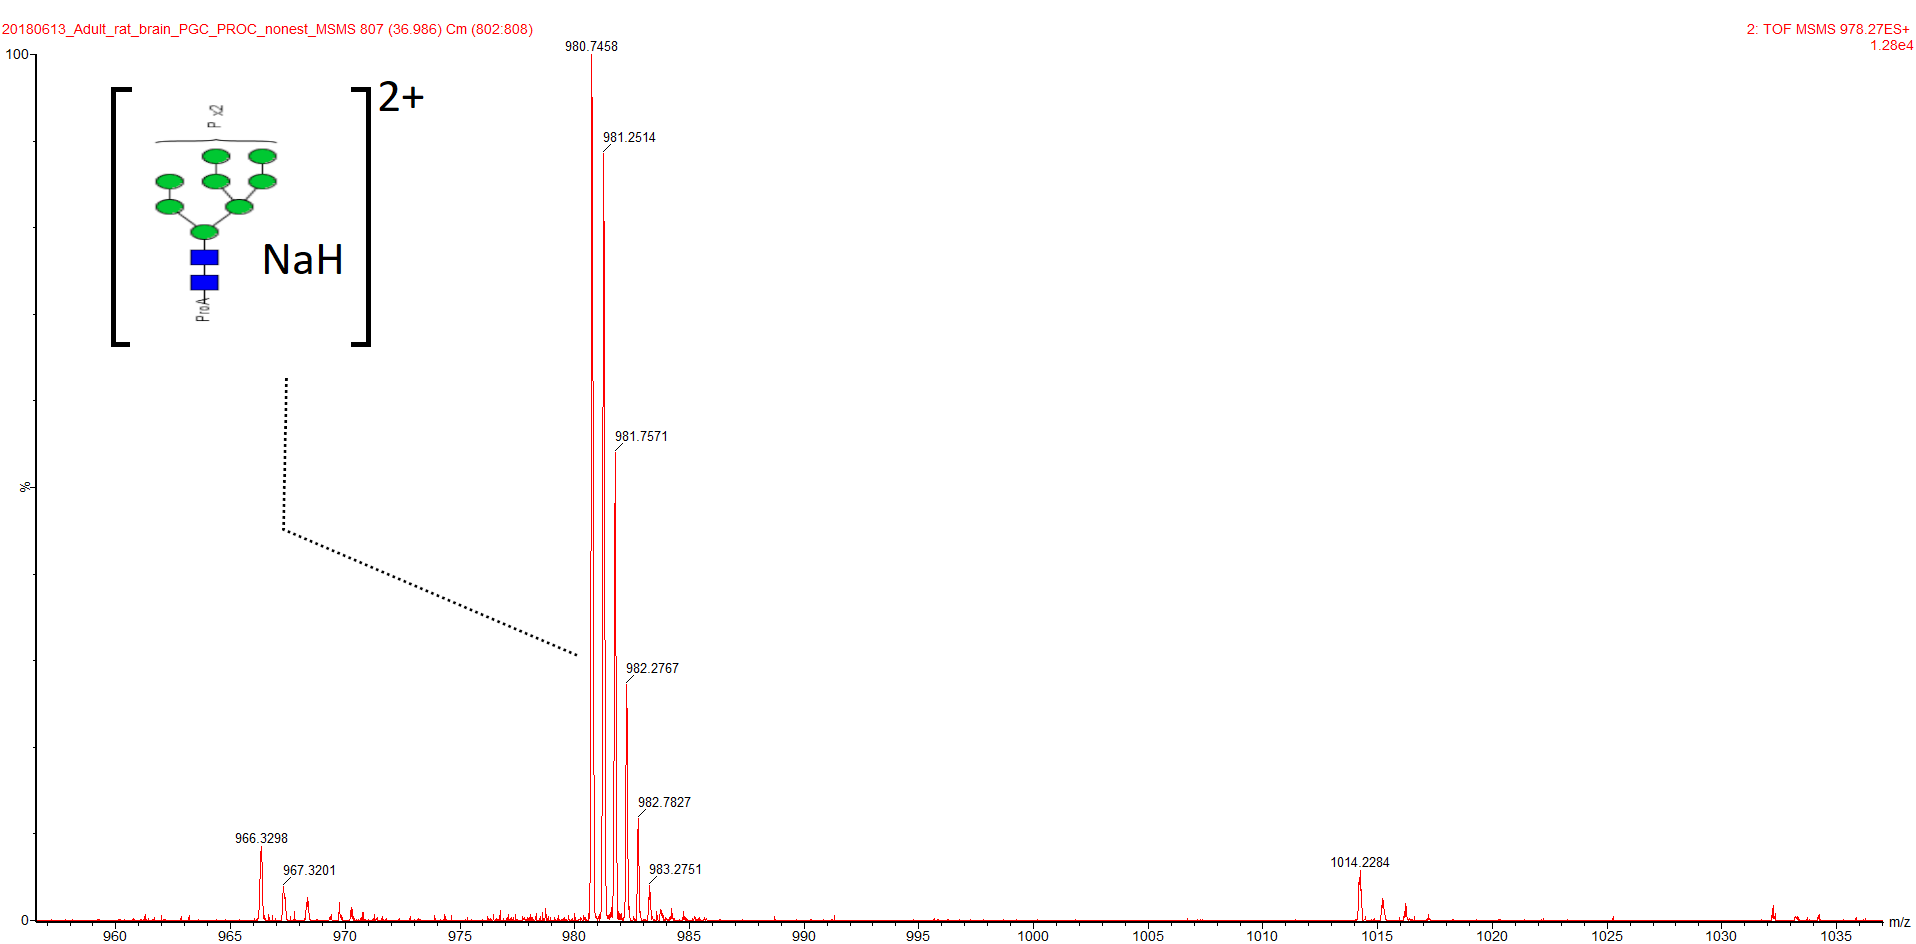 20180613_Adult_rat_brain_PGC_PROC_nonest_MSMS 807 (36.986) Cm (802:808)
2: TOF MSMS 978.27ES+
1.28e4
100
%
0
2+
P x2
NaH
ProA
980.7458
981.2514
981.7571
982.2767
982.7827
983.2751
966.3298
967.3201
1014.2284
960 965 970 975 980 985 990 995 1000 1005 1010 1015 1020 1025 1030 1035 m/z